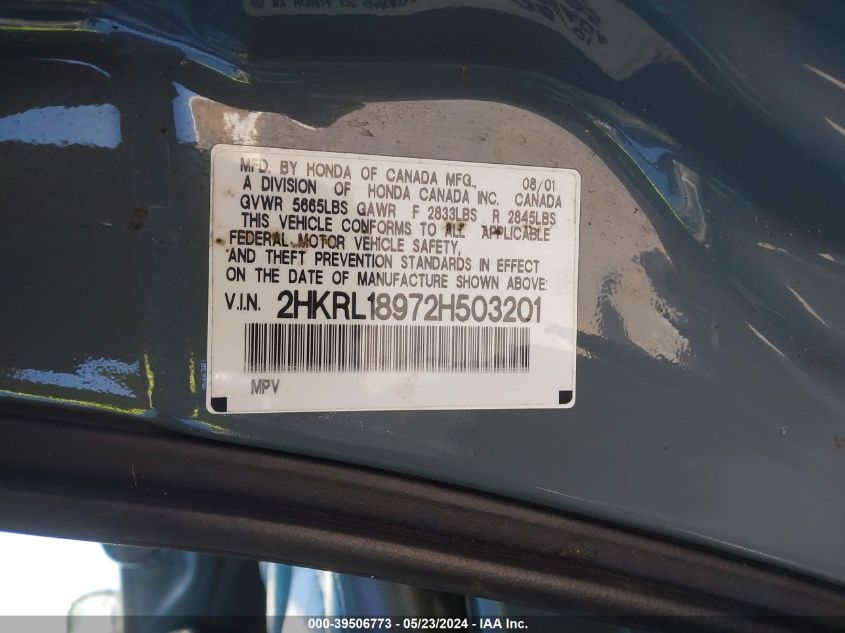 MFD. BY HONDA OF CANADA MFG., 08/01
A DIVISION OF HONDA CANADA INC. CANADA
GVWR 5665LBS GAWR F 2833LBS R 2845LBS
THIS VEHICLE CONFORMS TO ALL APPLICABLE
FEDERAL MOTOR VEHICLE SAFETY,
AND THEFT PREVENTION STANDARDS IN EFFECT
ON THE DATE OF MANUFACTURE SHOWN ABOVE:
V.I.N. 2HKRL18972H503201
MPV
000-39506773 - 05/23/2024 - IAA Inc.